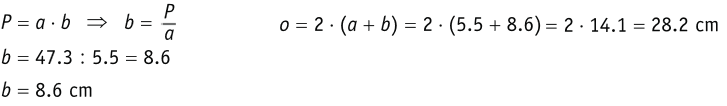 P = a · b ⇒ b = P/a
o = 2 · (a + b) = 2 · (5.5 + 8.6) = 2 · 14.1 = 28.2 cm
b = 47.3 : 5.5 = 8.6
b = 8.6 cm